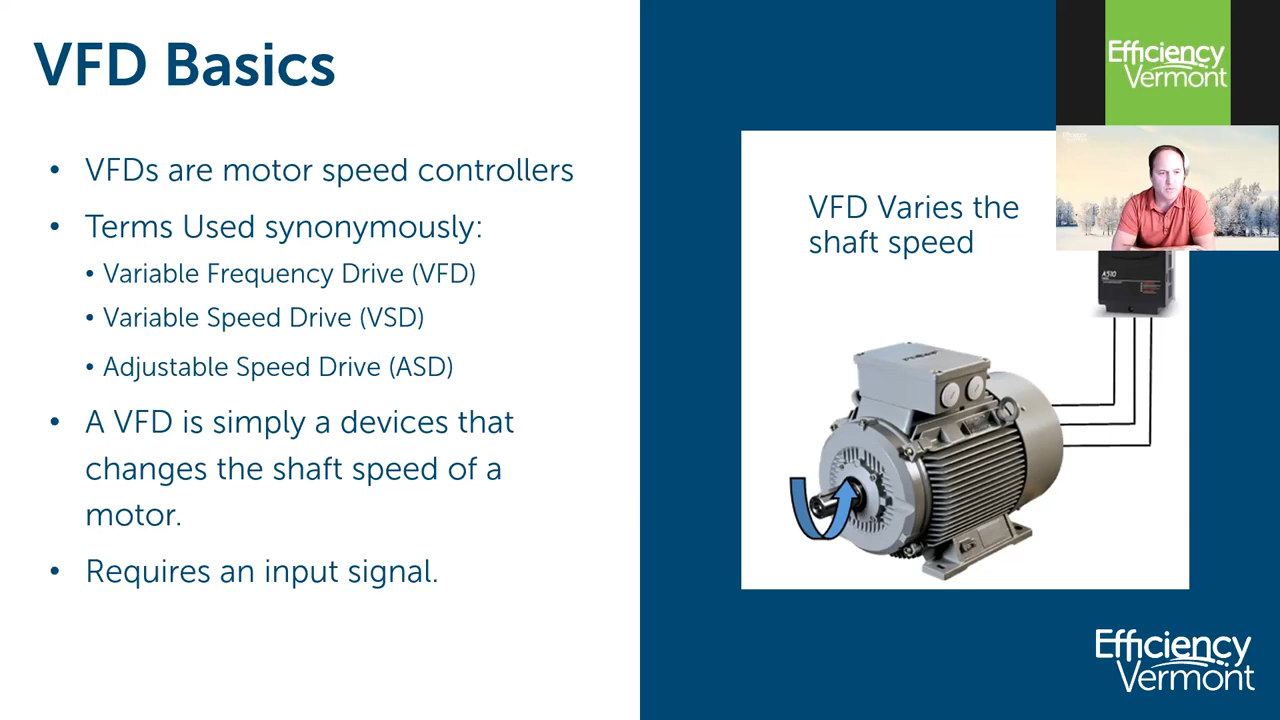 VFD Basics
• VFDs are motor speed controllers
• Terms Used synonymously:
• Variable Frequency Drive (VFD)
• Variable Speed Drive (VSD)
• Adjustable Speed Drive (ASD)
• A VFD is simply a devices that
changes the shaft speed of a
motor.
• Requires an input signal.
VFD Varies the
shaft speed
A510
Efficiency
Vermont
Efficiency
Vermont